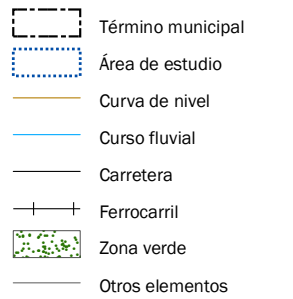 Término municipal
Área de estudio
Curva de nivel
Curso fluvial
Carretera
Ferrocarril
Zona verde
Otros elementos